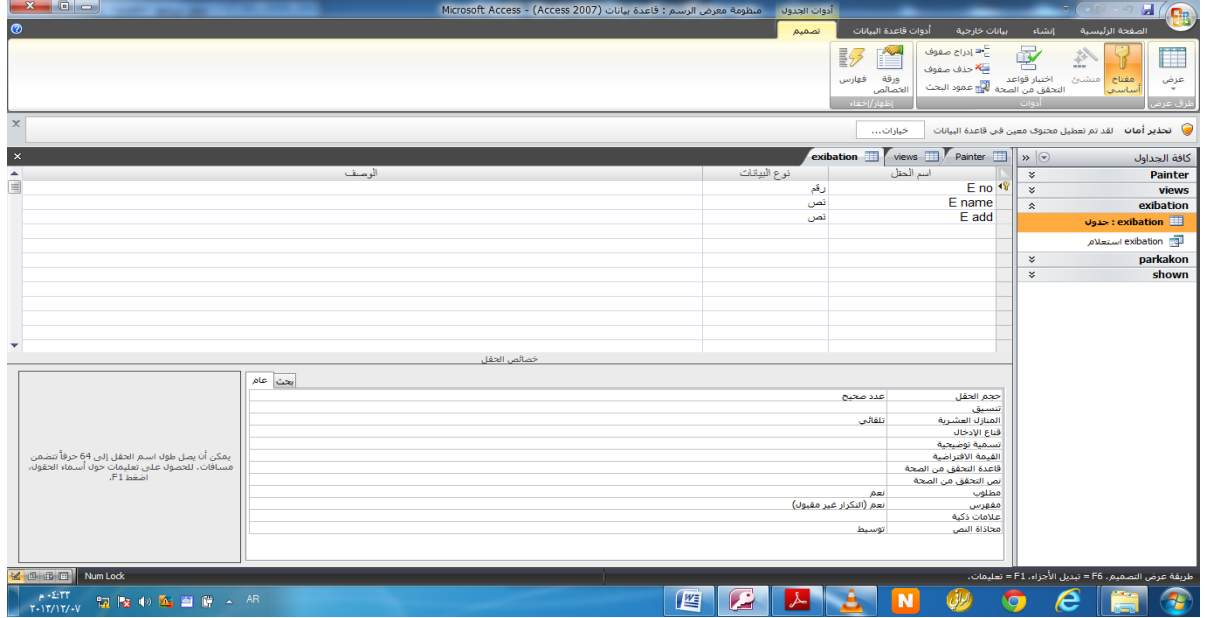 أدوات الجدول
منظومة معرض الرسم : قاعدة بيانات (Access 2007) - Microsoft Access
الصفحة الرئيسية
إنشاء
بيانات خارجية
أدوات قاعدة البيانات
تصميم
عرض
مفتاح أساسي
منشئ
اختبار قواعد التحقق من الصحة
إدراج صفوف
حذف صفوف
عمود البحث
ورقة الخصائص
فهارس
طرق عرض
أدوات
إظهار/إخفاء
تحذير أمان
لقد تم تعطيل محتوى معين في قاعدة البيانات
خيارات...
كافة الجداول
Painter
views
exibation
exibation : جدول
exibation استعلام
parkakon
shown
Painter
views
exibation
اسم الحقل
نوع البيانات
الوصف
E no
رقم
E name
نص
E add
نص
خصائص الحقل
عام
بحث
حجم الحقل
عدد صحيح
تنسيق
المنازل العشرية
تلقائي
قناع الإدخال
تسمية توضيحية
القيمة الافتراضية
قاعدة التحقق من الصحة
نص التحقق من الصحة
مطلوب
نعم
مفهرس
نعم (التكرار غير مقبول)
علامات ذكية
محاذاة النص
توسيط
يمكن أن يصل طول اسم الحقل إلى 64 حرفاً تتضمن
مسافات. للحصول على تعليمات حول أسماء الحقول،
اضغط F1.
طريقة عرض التصميم. F6 = تبديل الأجزاء. F1 = تعليمات.
Num Lock
AR
٠٤:٣٣ م
٢٠١٣/١٢/٠٧